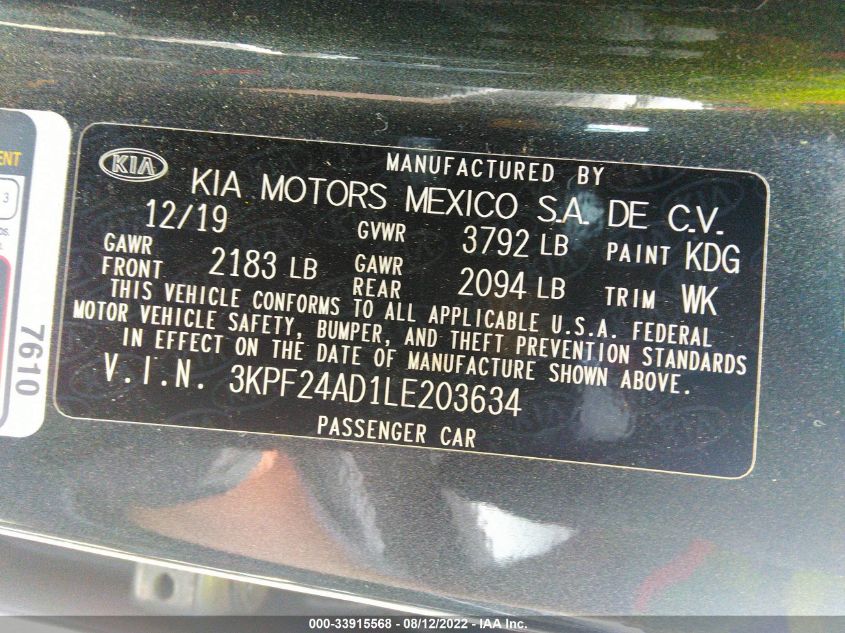 ENT
3
7610
KIA
MANUFACTURED BY
KIA MOTORS MEXICO S.A. DE C.V.
12/19 GVWR 3792 LB PAINT KDG
GAWR FRONT 2183 LB GAWR REAR 2094 LB TRIM WK
THIS VEHICLE CONFORMS TO ALL APPLICABLE U.S.A. FEDERAL
MOTOR VEHICLE SAFETY, BUMPER, AND THEFT PREVENTION STANDARDS
IN EFFECT ON THE DATE OF MANUFACTURE SHOWN ABOVE.
V.I.N. 3KPF24AD1LE203634
PASSENGER CAR
000-33915568 - 08/12/2022 - IAA Inc.